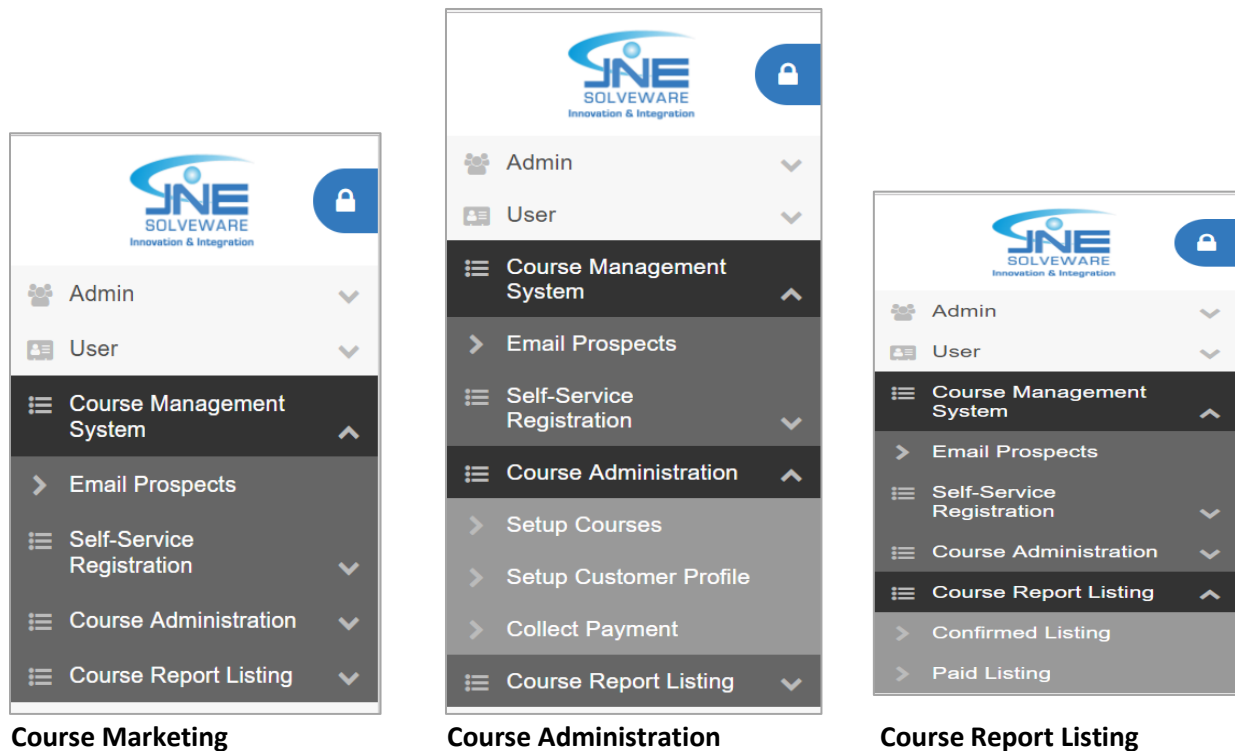 JNE
SOLVEWARE
Innovation & Integration
Admin
User
Course Management
System
Email Prospects
Self-Service
Registration
Course Administration
Course Report Listing
Course Marketing
JNE
SOLVEWARE
Innovation & Integration
Admin
User
Course Management
System
Email Prospects
Self-Service
Registration
Course Administration
Setup Courses
Setup Customer Profile
Collect Payment
Course Report Listing
Course Administration
JNE
SOLVEWARE
Innovation & Integration
Admin
User
Course Management
System
Email Prospects
Self-Service
Registration
Course Administration
Course Report Listing
Confirmed Listing
Paid Listing
Course Report Listing